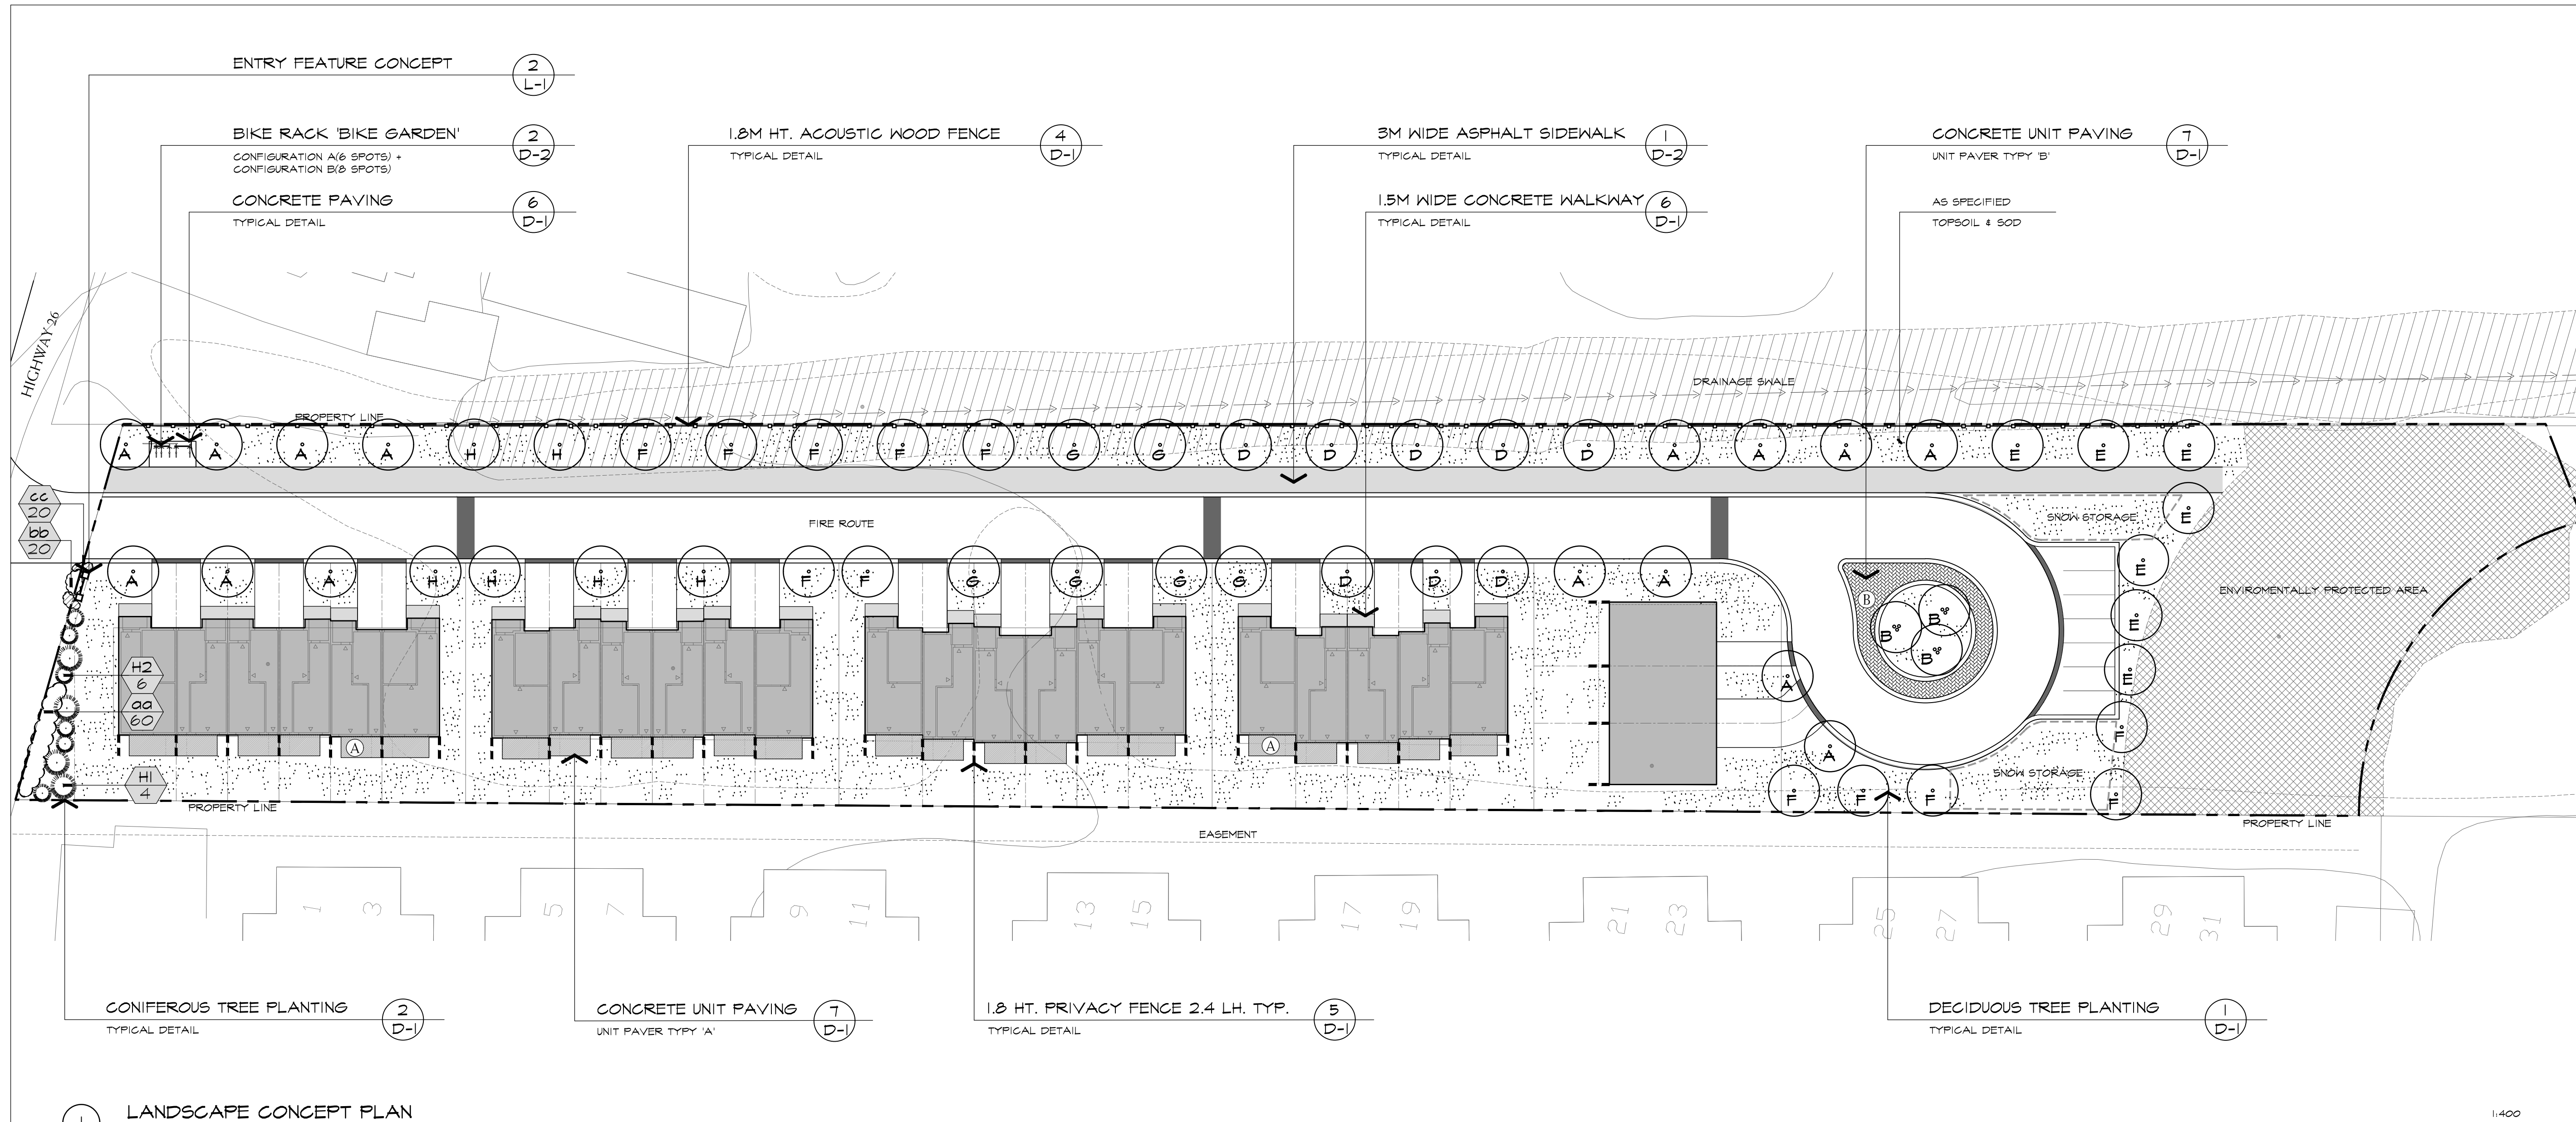 ENTRY FEATURE CONCEPT
2
L-1
BIKE RACK 'BIKE GARDEN'
CONFIGURATION A(6 SPOTS) +
CONFIGURATION B(8 SPOTS)
2
D-2
CONCRETE PAVING
TYPICAL DETAIL
6
D-1
1.8M HT. ACOUSTIC WOOD FENCE
TYPICAL DETAIL
4
D-1
3M WIDE ASPHALT SIDEWALK
TYPICAL DETAIL
1
D-2
1.5M WIDE CONCRETE WALKWAY
TYPICAL DETAIL
6
D-1
CONCRETE UNIT PAVING
UNIT PAVER TYPY 'B'
7
D-1
AS SPECIFIED
TOPSOIL & SOD
HIGHWAY 26
DRAINAGE SWALE
PROPERTY LINE
A A A A H H F F F F F G G D D D D D A A A A E E E
cc
20
bb
20
FIRE ROUTE
SNOW STORAGE
E
A A A H H H H F F G G G G D D D A A
E
B
ENVIROMENTALLY PROTECTED AREA
B
B
B
E
E
H2
6
aa
60
A
F
A
A
A
H1
4
SNOW STORAGE
F F F F
PROPERTY LINE
PROPERTY LINE
EASEMENT
1 3 5 7 9 11 13 15 17 19 21 23 25 27 29 31
CONIFEROUS TREE PLANTING
TYPICAL DETAIL
2
D-1
CONCRETE UNIT PAVING
UNIT PAVER TYPY 'A'
7
D-1
1.8 HT. PRIVACY FENCE 2.4 LH. TYP.
TYPICAL DETAIL
5
D-1
DECIDUOUS TREE PLANTING
TYPICAL DETAIL
1
D-1
1
LANDSCAPE CONCEPT PLAN
1:400